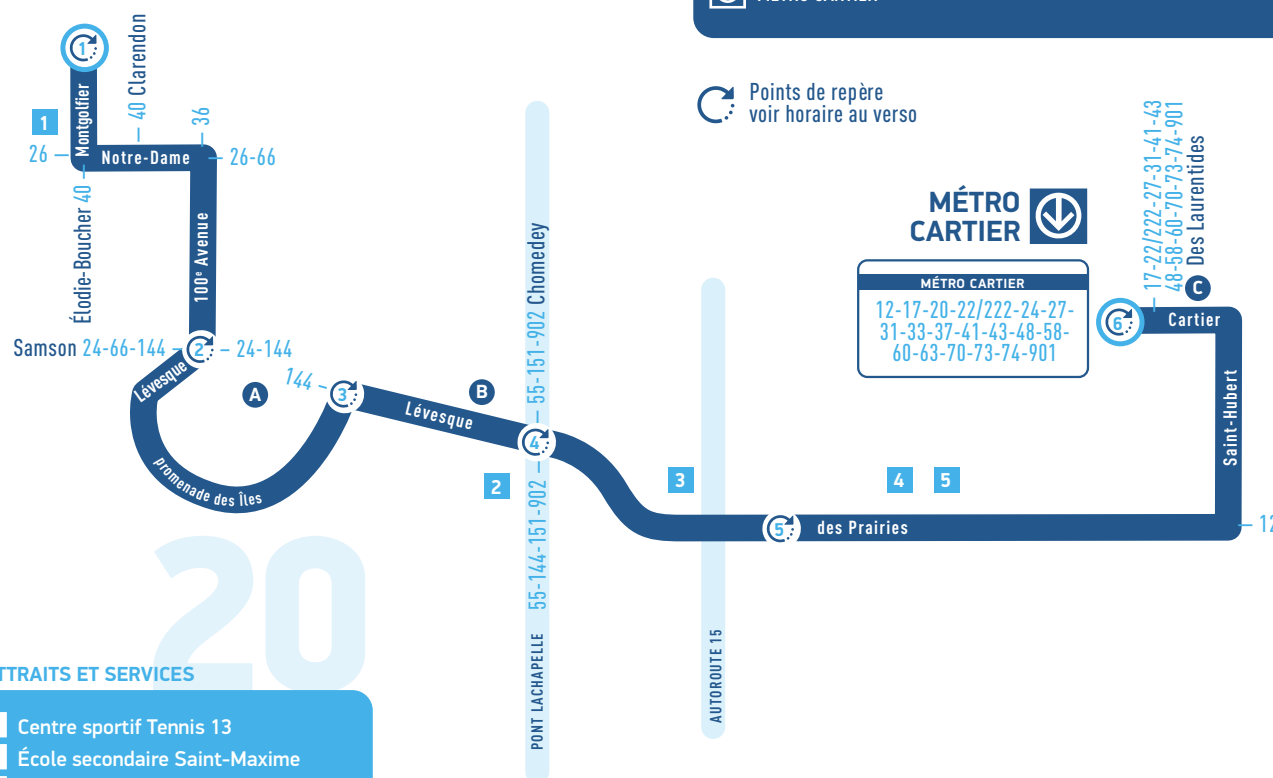 Points de repère
voir horaire au verso
MÉTRO
CARTIER
MÉTRO CARTIER
12-17-20-22/222-24-27-
31-33-37-41-43-48-58-
60-63-70-73-74-901
17-22/222-27-31-41-43
48-58-60-70-73-74-901
Des Laurentides
C
6
Cartier
Saint-Hubert
12
1
Montgolfier
1
26
Notre-Dame
40 Clarendon
36
26-66
Élodie-Boucher 40
100e Avenue
Samson 24-66-144
2
24-144
Lévesque
A
promenade des Îles
144
3
Lévesque
B
55-151-902 Chomedey
4
55-144-151-902
PONT LACHAPELLE
2
3
AUTOROUTE 15
5
des Prairies
4
5
20
TTRAITS ET SERVICES
Centre sportif Tennis 13
École secondaire Saint-Maxime